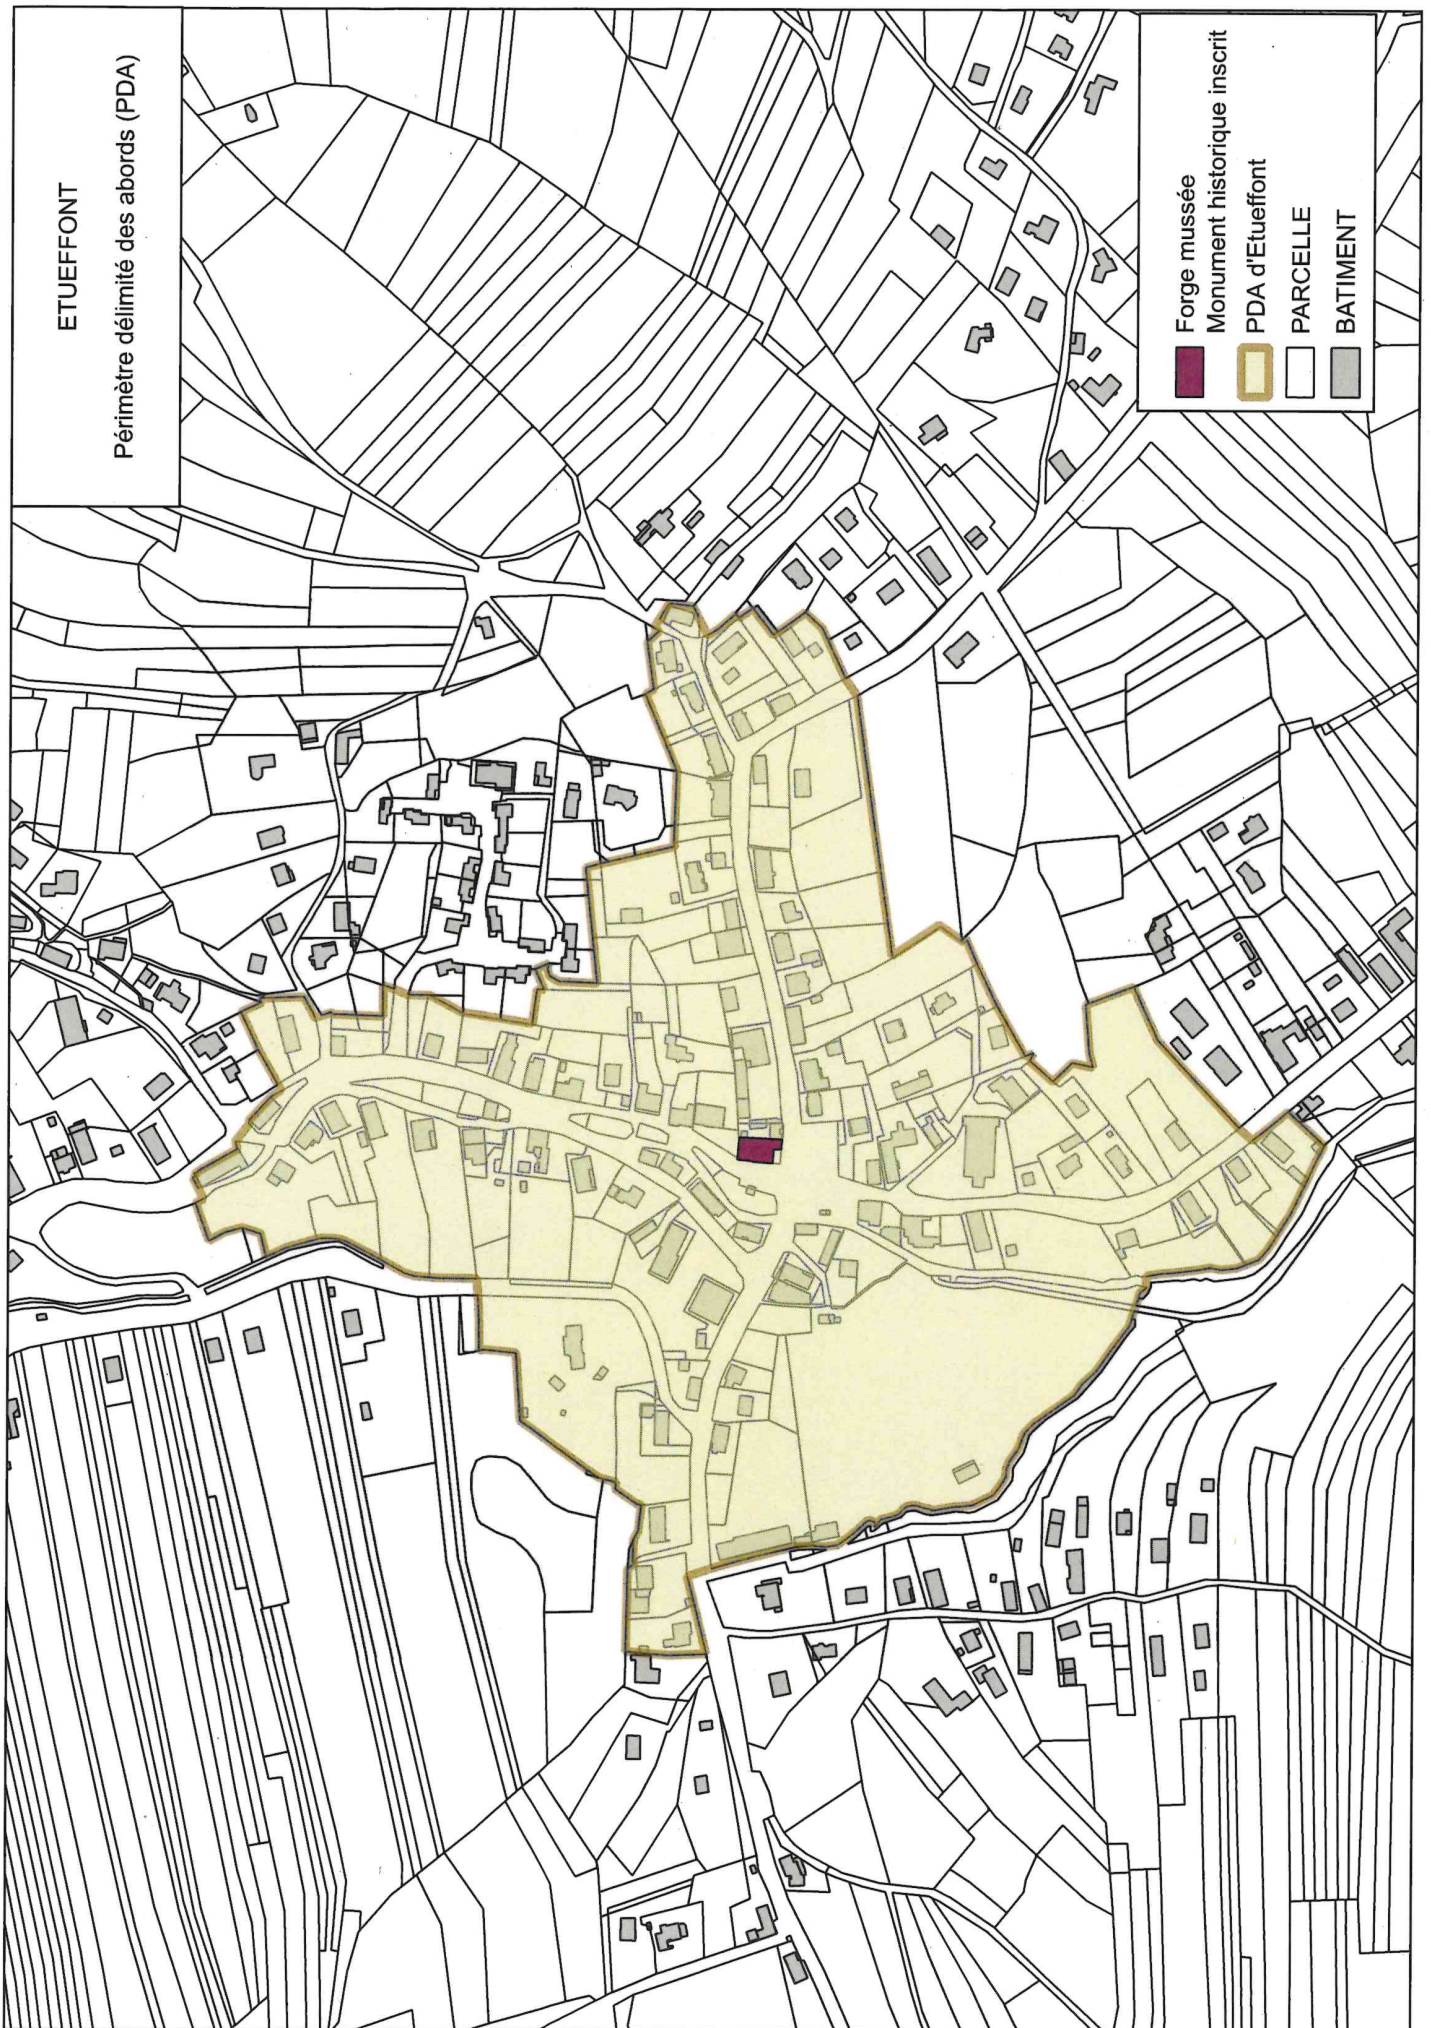 ETUEFFONT
Périmètre délimité des abords (PDA)
Forge mussée
Monument historique inscrit
PDA d'Etueffont
PARCELLE
BATIMENT